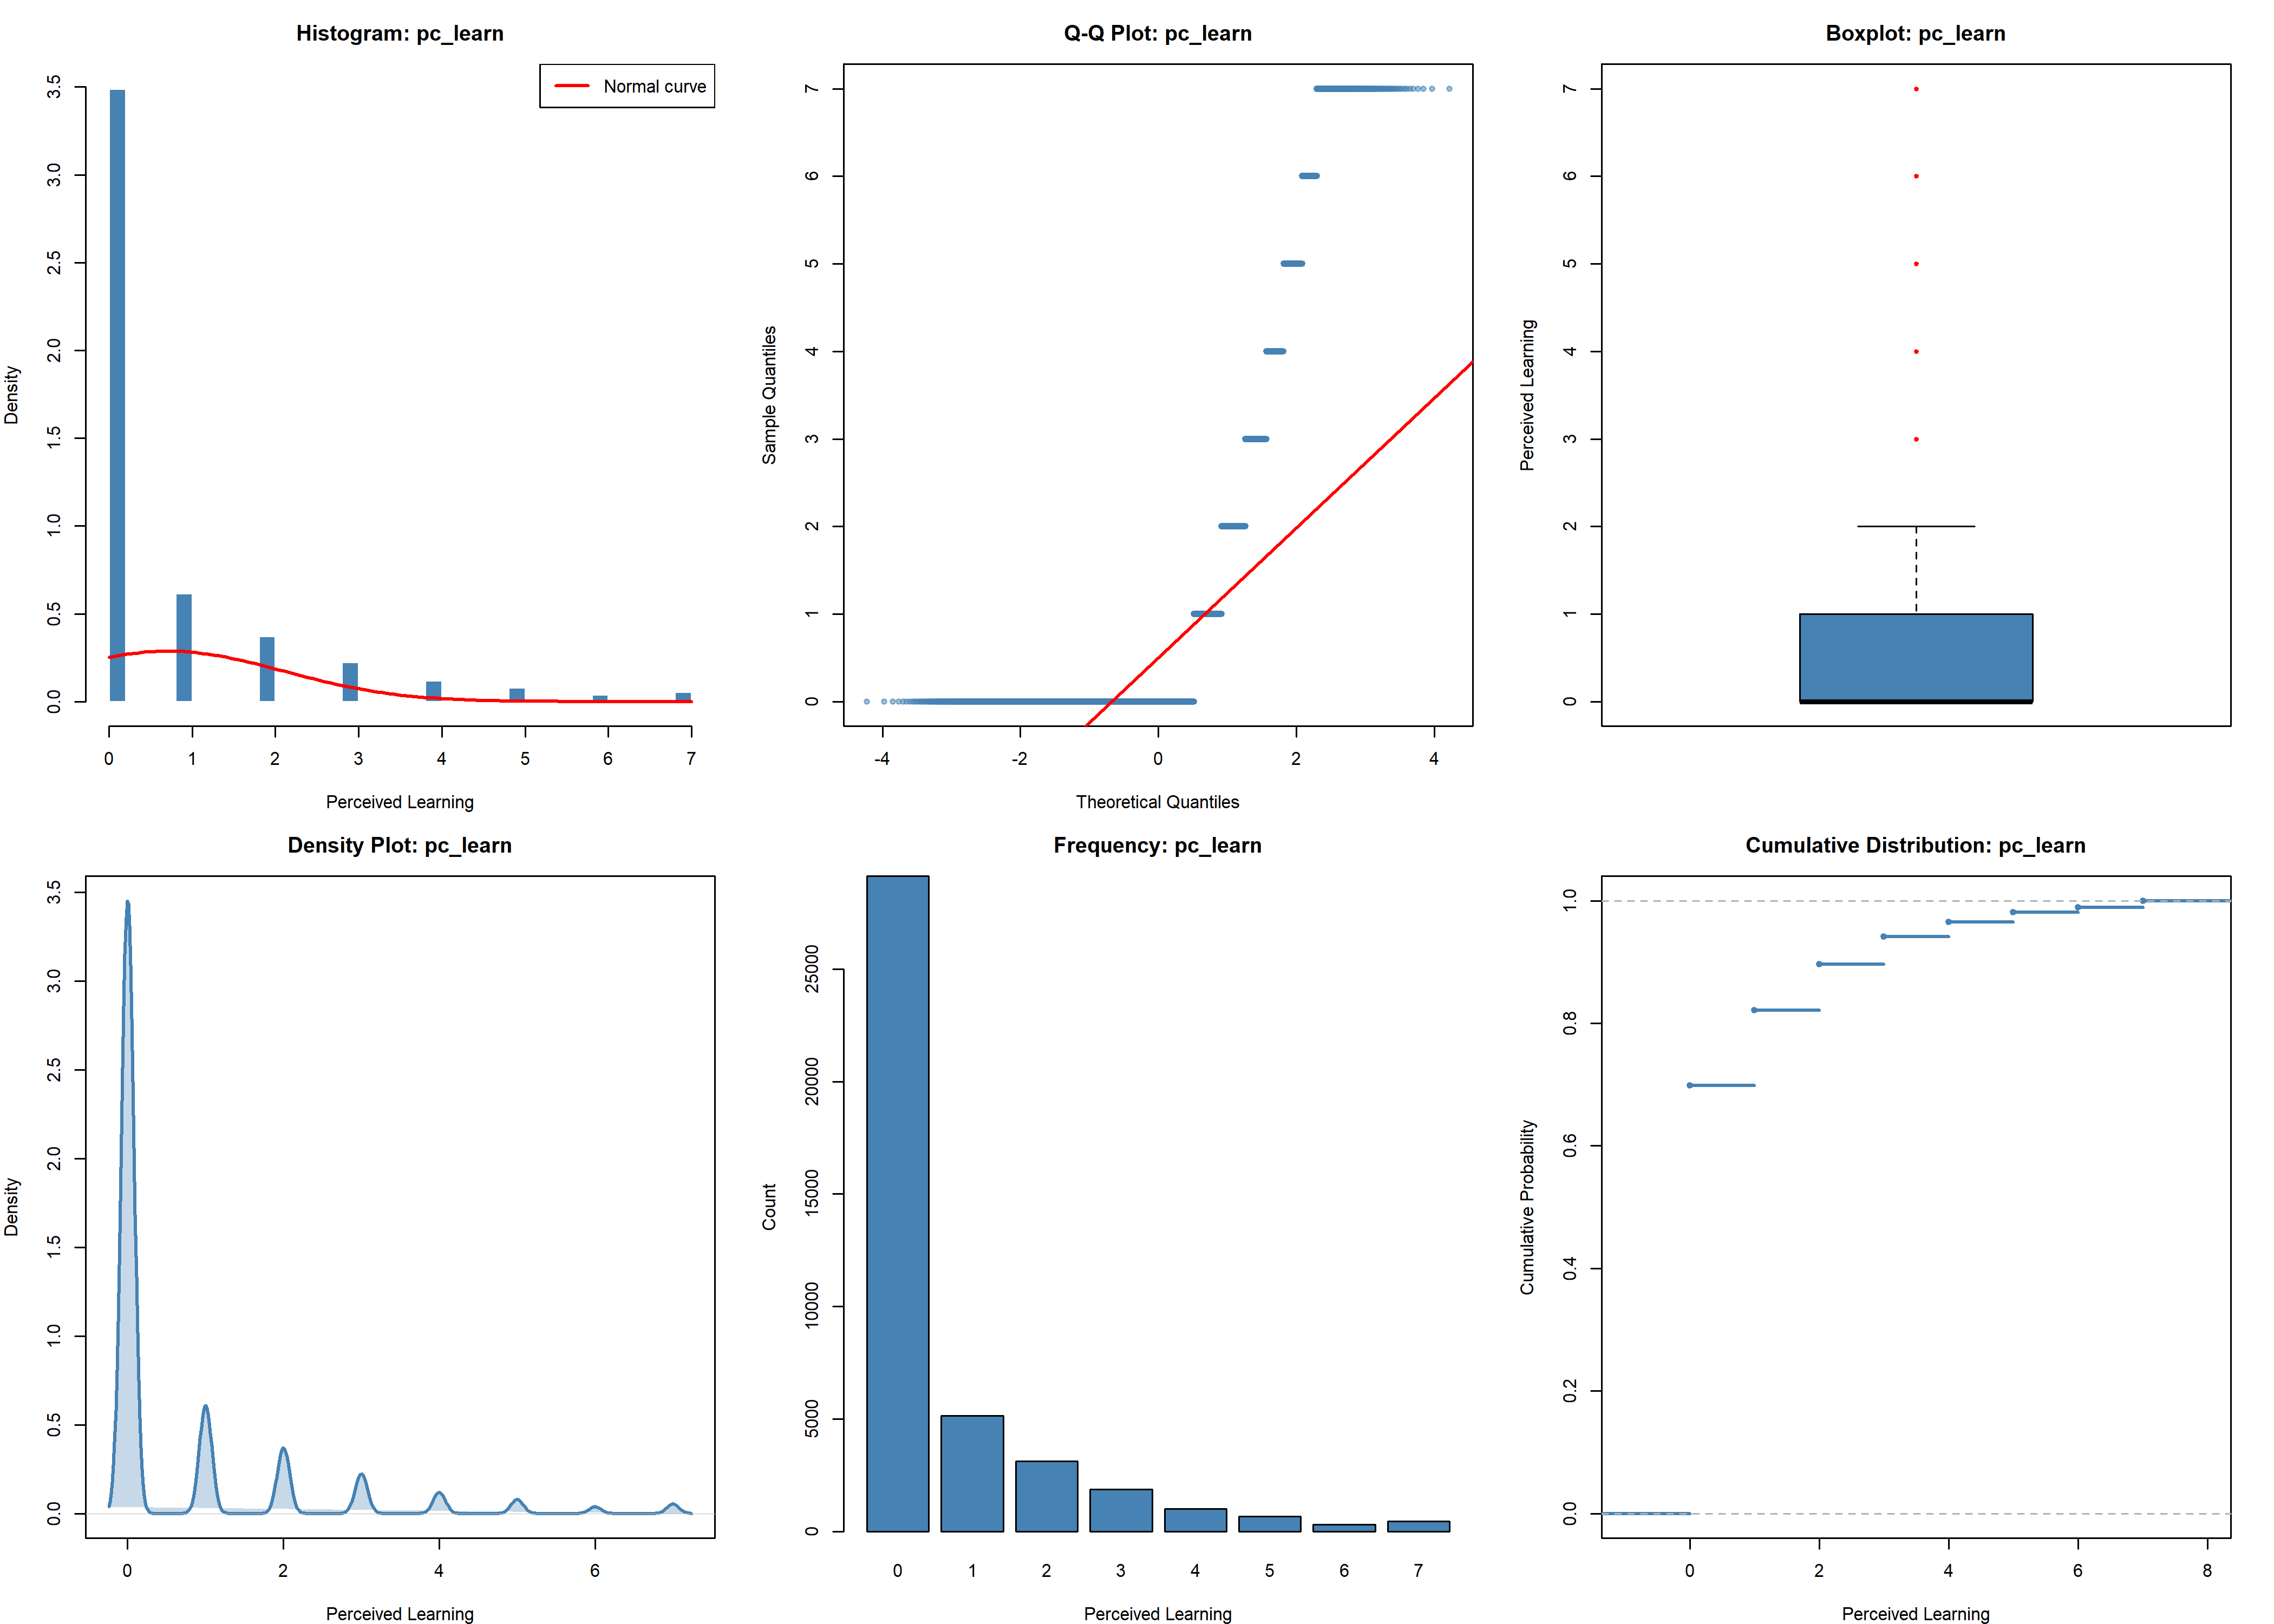 Histogram: pc_learn
Normal curve
Density
0.0 0.5 1.0 1.5 2.0 2.5 3.0 3.5
0 1 2 3 4 5 6 7
Perceived Learning
Q-Q Plot: pc_learn
Sample Quantiles
0 1 2 3 4 5 6 7
-4 -2 0 2 4
Theoretical Quantiles
Boxplot: pc_learn
Perceived Learning
0 1 2 3 4 5 6 7
Density Plot: pc_learn
Density
0.0 0.5 1.0 1.5 2.0 2.5 3.0 3.5
0 2 4 6
Perceived Learning
Frequency: pc_learn
Count
0 5000 10000 15000 20000 25000
0 1 2 3 4 5 6 7
Perceived Learning
Cumulative Distribution: pc_learn
Cumulative Probability
0.0 0.2 0.4 0.6 0.8 1.0
0 2 4 6 8
Perceived Learning